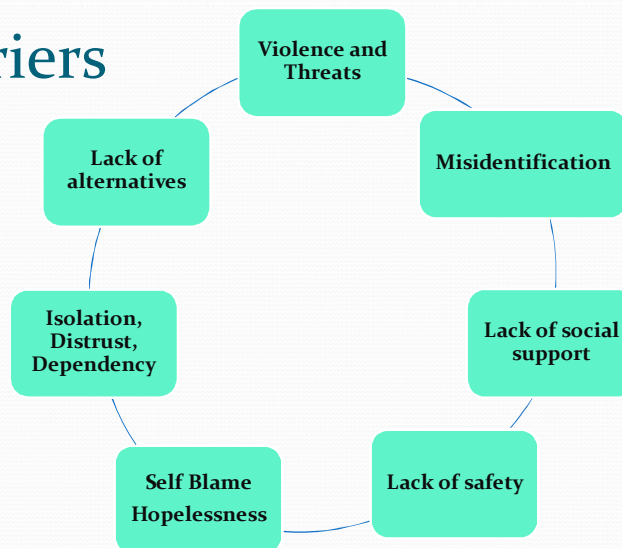 riers
Violence and
Threats
Misidentification
Lack of social
support
Lack of safety
Self Blame
Hopelessness
Isolation,
Distrust,
Dependency
Lack of
alternatives